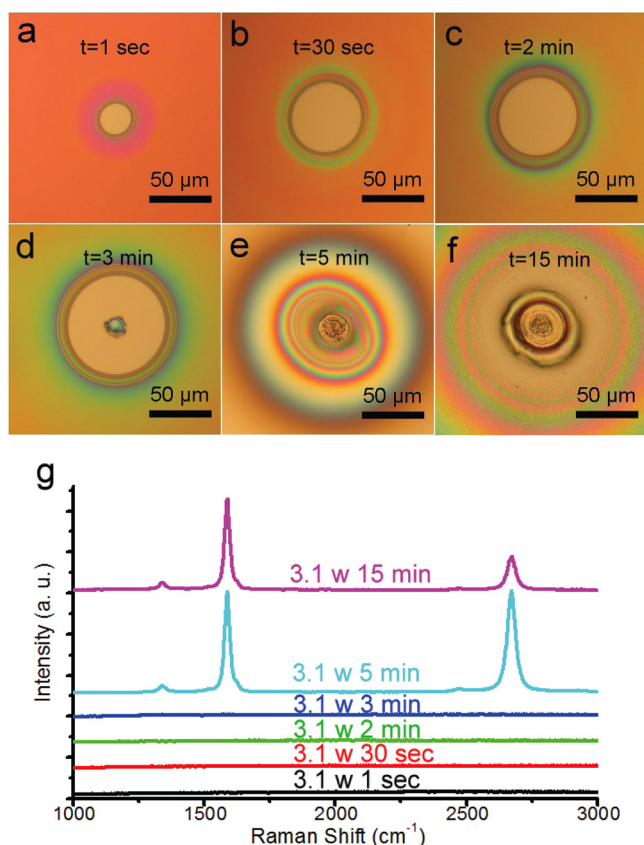 a
t=1 sec
50 μm
b
t=30 sec
50 μm
c
t=2 min
50 μm
d
t=3 min
50 μm
e
t=5 min
50 μm
f
t=15 min
50 μm
g
3.1 w 15 min
3.1 w 5 min
3.1 w 3 min
3.1 w 2 min
3.1 w 30 sec
3.1 w 1 sec
Intensity (a. u.)
1000 1500 2000 2500 3000
Raman Shift (cm⁻¹)